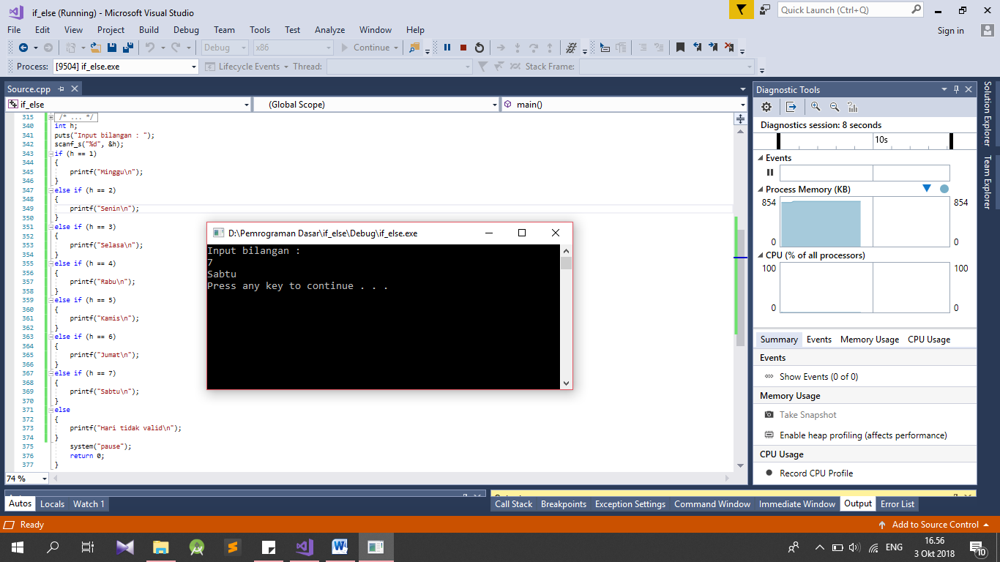 if_else (Running) - Microsoft Visual Studio
Quick Launch (Ctrl+Q)
File Edit View Project Build Debug Team Tools Test Analyze Window Help
Sign in
Debug x86 Continue
Process: [9504] if_else.exe Lifecycle Events Thread: Stack Frame:
Source.cpp
if_else (Global Scope) main()
315 /* ... */
340 int h;
341 puts("Input bilangan : ");
342 scanf_s("%d", &h);
343 if (h == 1)
344 {
345 printf("Minggu\n");
346 }
347 else if (h == 2)
348 {
349 printf("Senin\n");
350 }
351 else if (h == 3)
352 {
353 printf("Selasa\n");
354 }
355 else if (h == 4)
356 {
357 printf("Rabu\n");
358 }
359 else if (h == 5)
360 {
361 printf("Kamis\n");
362 }
363 else if (h == 6)
364 {
365 printf("Jumat\n");
366 }
367 else if (h == 7)
368 {
369 printf("Sabtu\n");
370 }
371 else
372 {
373 printf("Hari tidak valid\n");
374 }
375 system("pause");
376 return 0;
377 }
74 %
D:\Pemrograman Dasar\if_else\Debug\if_else.exe
Input bilangan :
7
Sabtu
Press any key to continue . . .
Diagnostic Tools
Diagnostics session: 8 seconds
10s
Events
Process Memory (KB)
854 854
0 0
CPU (% of all processors)
100 100
0 0
Summary Events Memory Usage CPU Usage
Events
Show Events (0 of 0)
Memory Usage
Take Snapshot
Enable heap profiling (affects performance)
CPU Usage
Record CPU Profile
Solution Explorer
Team Explorer
Autos Locals Watch 1
Call Stack Breakpoints Exception Settings Command Window Immediate Window Output Error List
Ready
Add to Source Control
ENG
16.56
3 Okt 2018
10